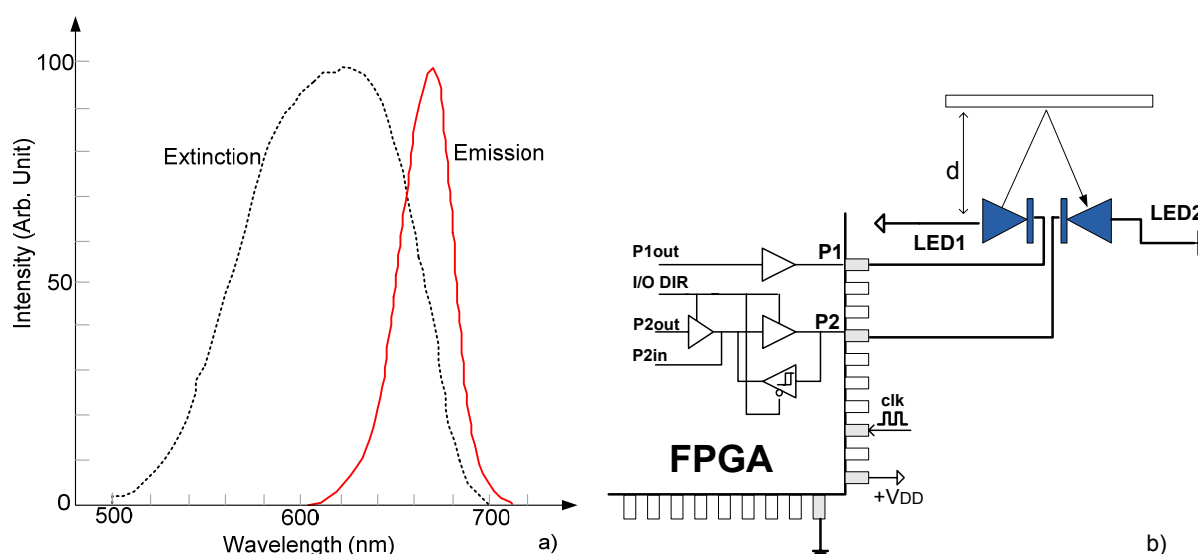 100
50
0
500
600
700
Intensity (Arb. Unit)
Wavelength (nm)
Extinction
Emission
a)
d
LED1
LED2
P1out
P1
I/O DIR
P2out
P2
P2in
clk
FPGA
+VDD
b)